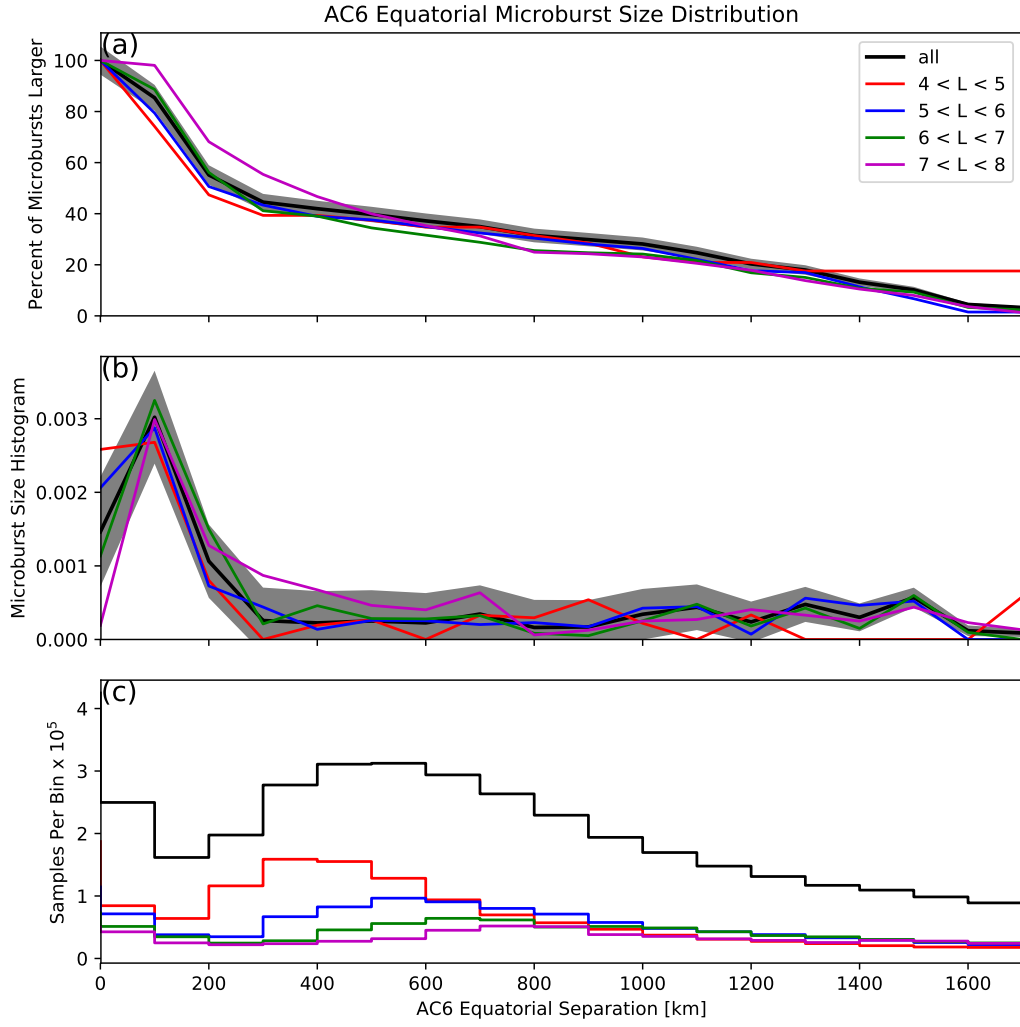 AC6 Equatorial Microburst Size Distribution
(a)
Percent of Microbursts Larger
100
80
60
40
20
0
all
4 < L < 5
5 < L < 6
6 < L < 7
7 < L < 8
(b)
Microburst Size Histogram
0.003
0.002
0.001
0.000
(c)
Samples Per Bin x 10⁵
4
3
2
1
0
0 200 400 600 800 1000 1200 1400 1600
AC6 Equatorial Separation [km]